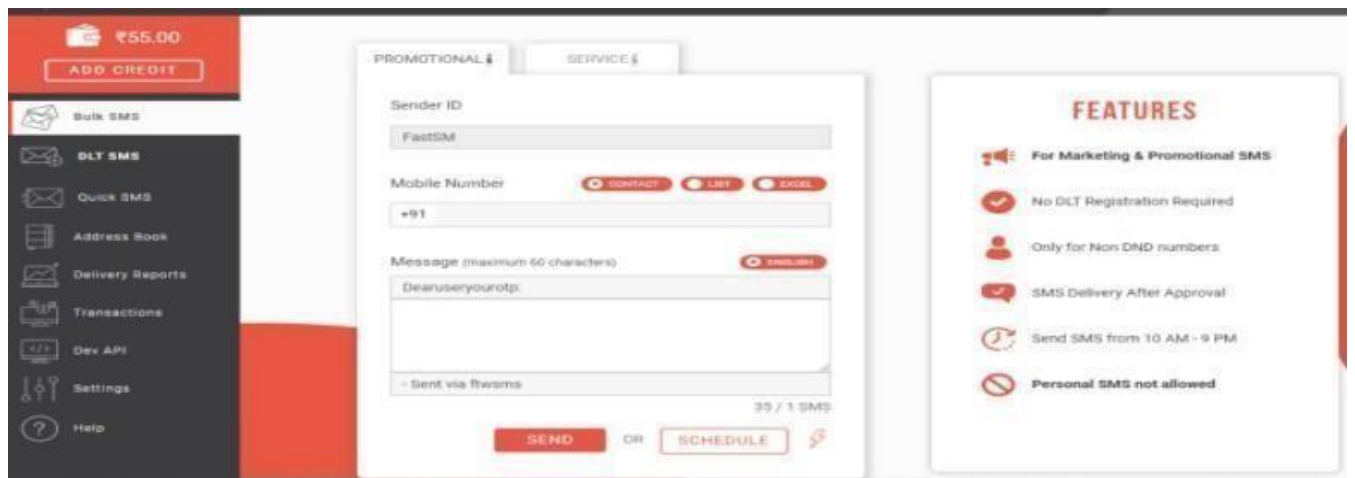 ₹55.00
ADD CREDIT
Bulk SMS
DLT SMS
Quick SMS
Address Book
Delivery Reports
Transactions
Dev API
Settings
Help
PROMOTIONAL
SERVICE
Sender ID
FastSM
Mobile Number
CONTACT LIST EXCEL
+91
Message (maximum 60 characters)
ENGLISH
Dearuseryourotp:
- Sent via ftwsms
35 / 1 SMS
SEND OR SCHEDULE
FEATURES
For Marketing & Promotional SMS
No DLT Registration Required
Only for Non DND numbers
SMS Delivery After Approval
Send SMS from 10 AM - 9 PM
Personal SMS not allowed